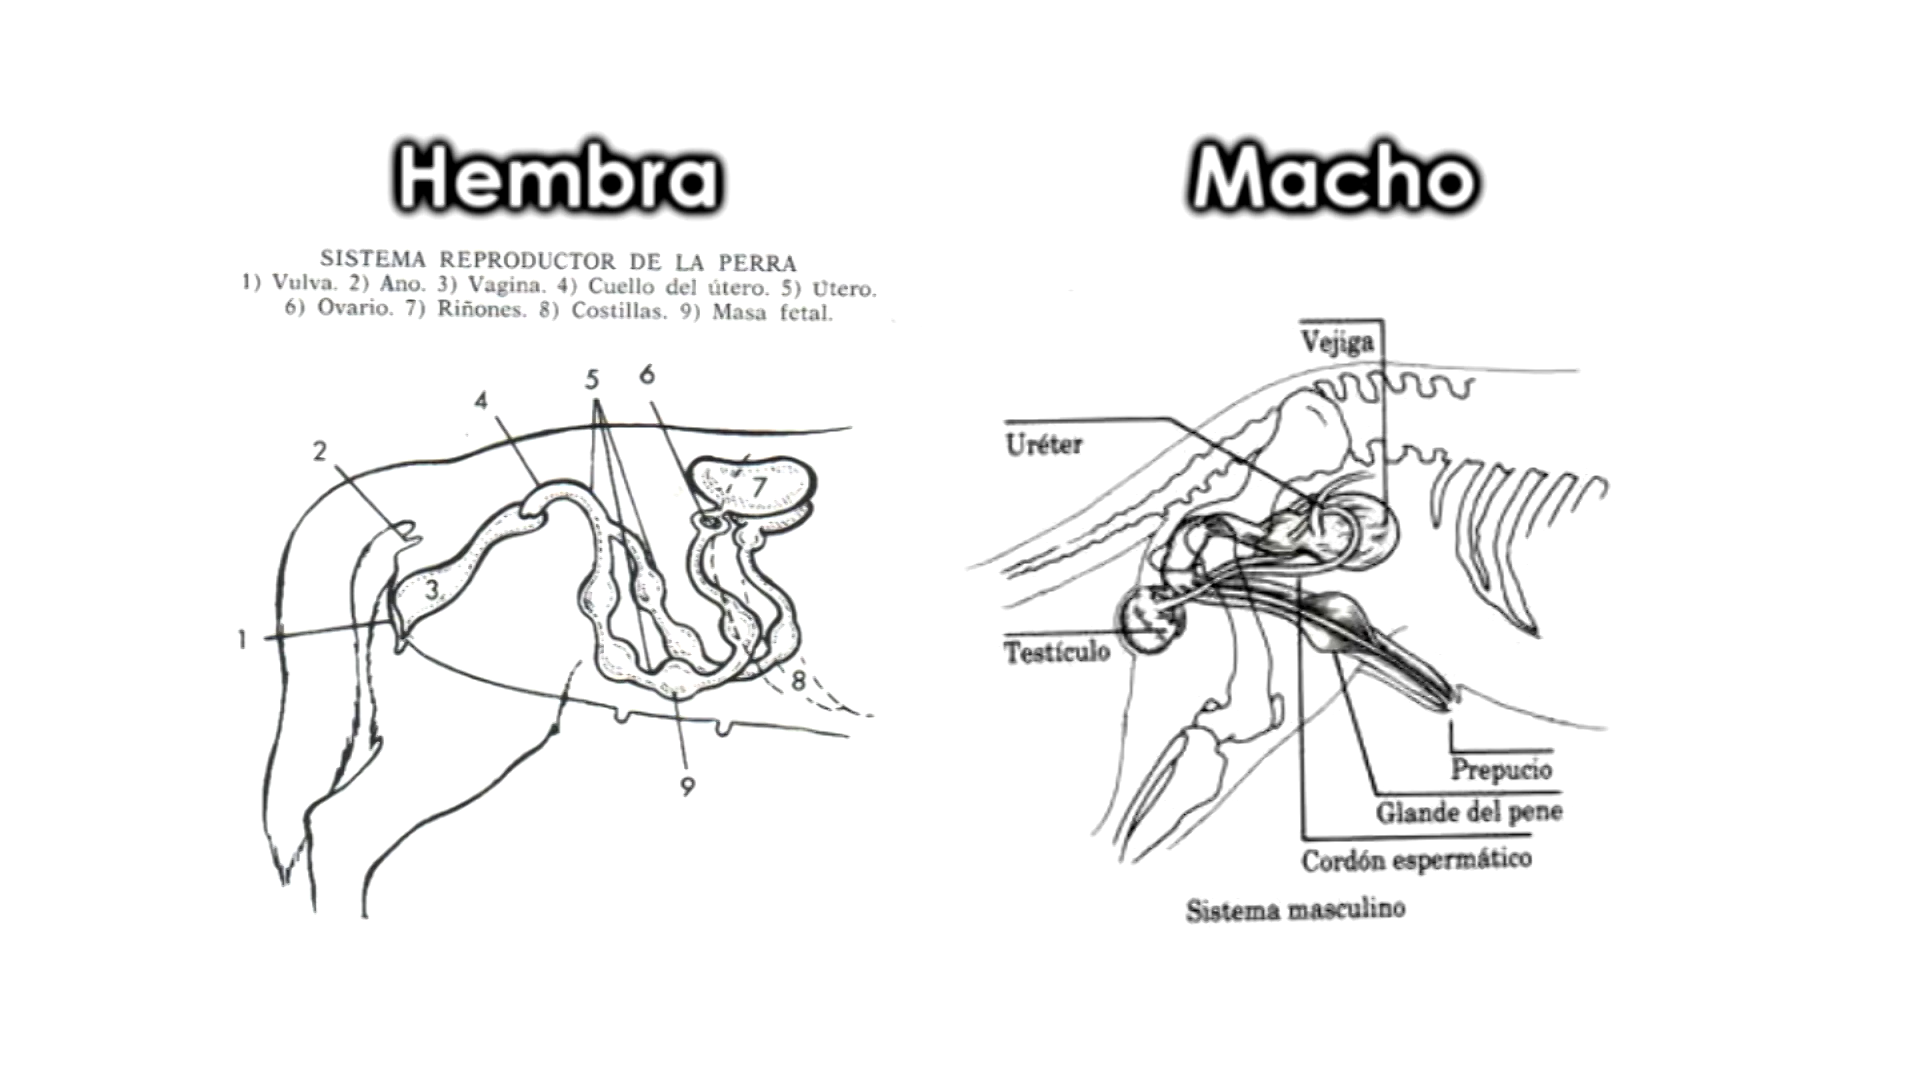 Hembra
SISTEMA REPRODUCTOR DE LA PERRA
1) Vulva. 2) Ano. 3) Vagina. 4) Cuello del útero. 5) Utero.
6) Ovario. 7) Riñones. 8) Costillas. 9) Masa fetal.
5
6
4
2
7
3
1
8
9
Macho
Vejiga
Uréter
Testículo
Prepucio
Glande del pene
Cordón espermático
Sistema masculino